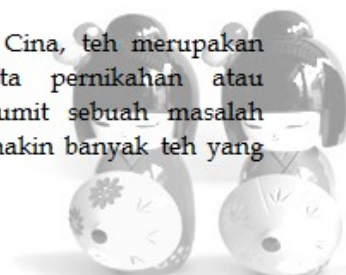 Cina, teh merupakan
ta pernikahan atau
umit sebuah masalah
nakin banyak teh yang